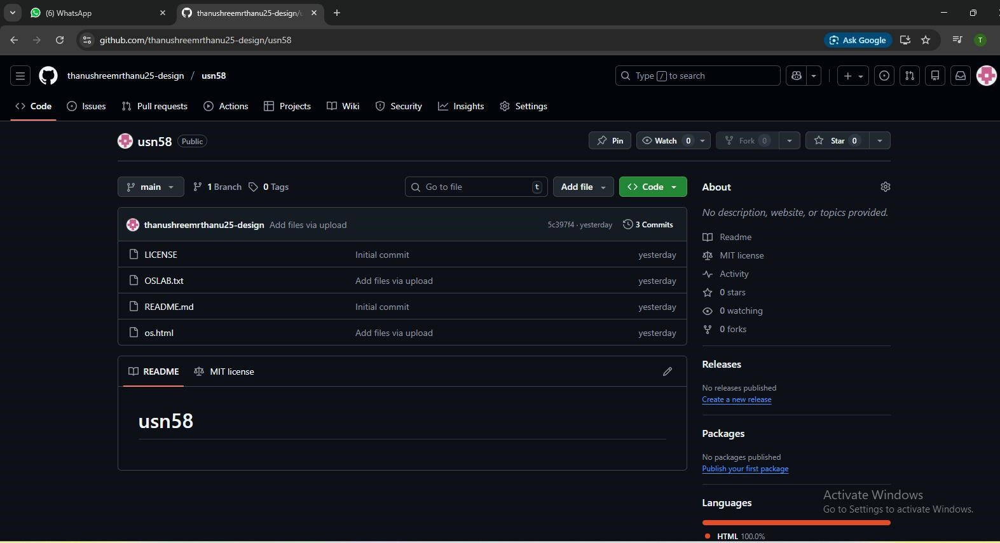 (6) WhatsApp
thanushreemrthanu25-design/u
github.com/thanushreemrthanu25-design/usn58
Ask Google
T
thanushreemrthanu25-design / usn58
Type / to search
Code Issues Pull requests Actions Projects Wiki Security Insights Settings
usn58 Public
Pin Watch 0 Fork 0 Star 0
main 1 Branch 0 Tags
Go to file t
Add file
Code
thanushreemrthanu25-design Add files via upload 5c397f4 · yesterday 3 Commits
LICENSE Initial commit yesterday
OSLAB.txt Add files via upload yesterday
README.md Initial commit yesterday
os.html Add files via upload yesterday
README MIT license
usn58
About
No description, website, or topics provided.
Readme
MIT license
Activity
0 stars
0 watching
0 forks
Releases
No releases published
Create a new release
Packages
No packages published
Publish your first package
Languages
HTML 100.0%
Activate Windows
Go to Settings to activate Windows.